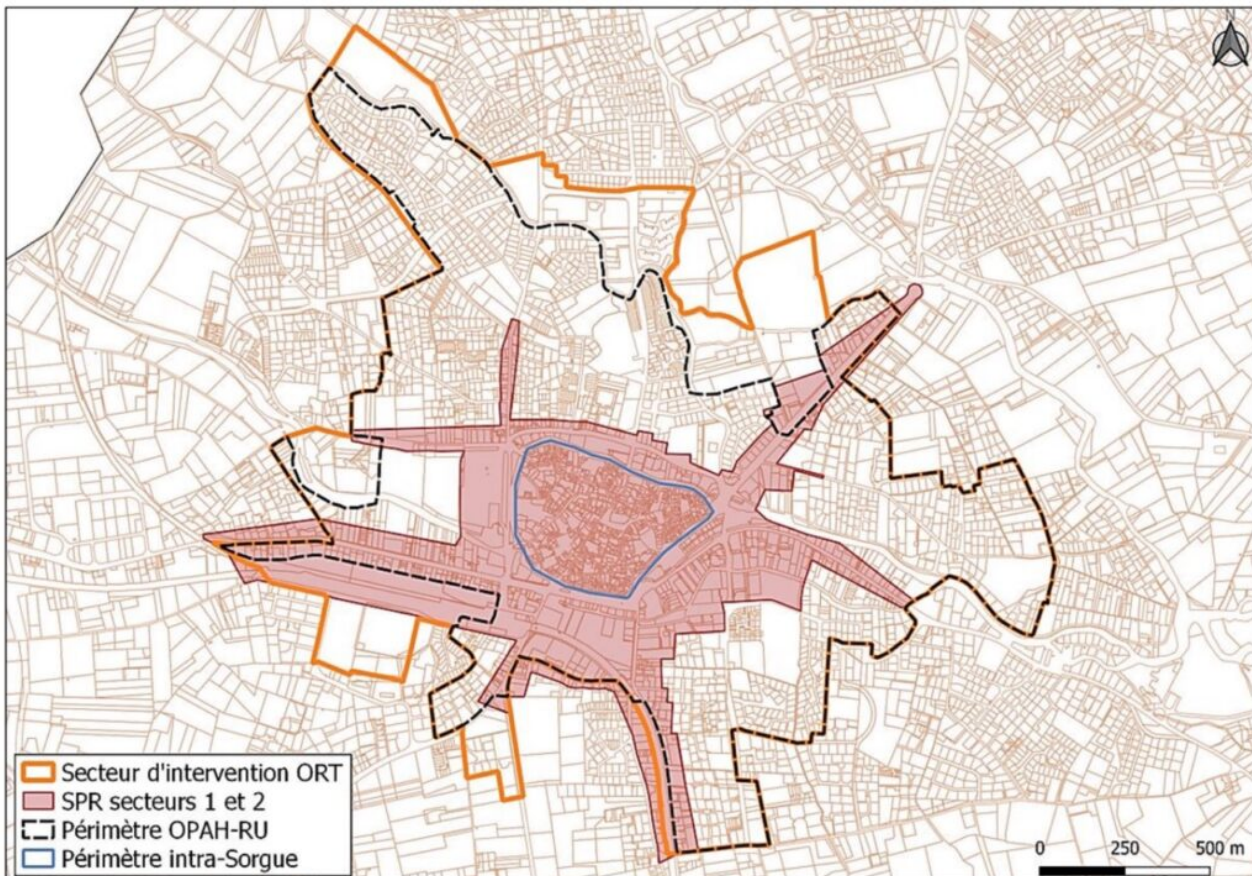 N
Secteur d'intervention ORT
SPR secteurs 1 et 2
Périmètre OPAH-RU
Périmètre intra-Sorgue
0 250 500 m